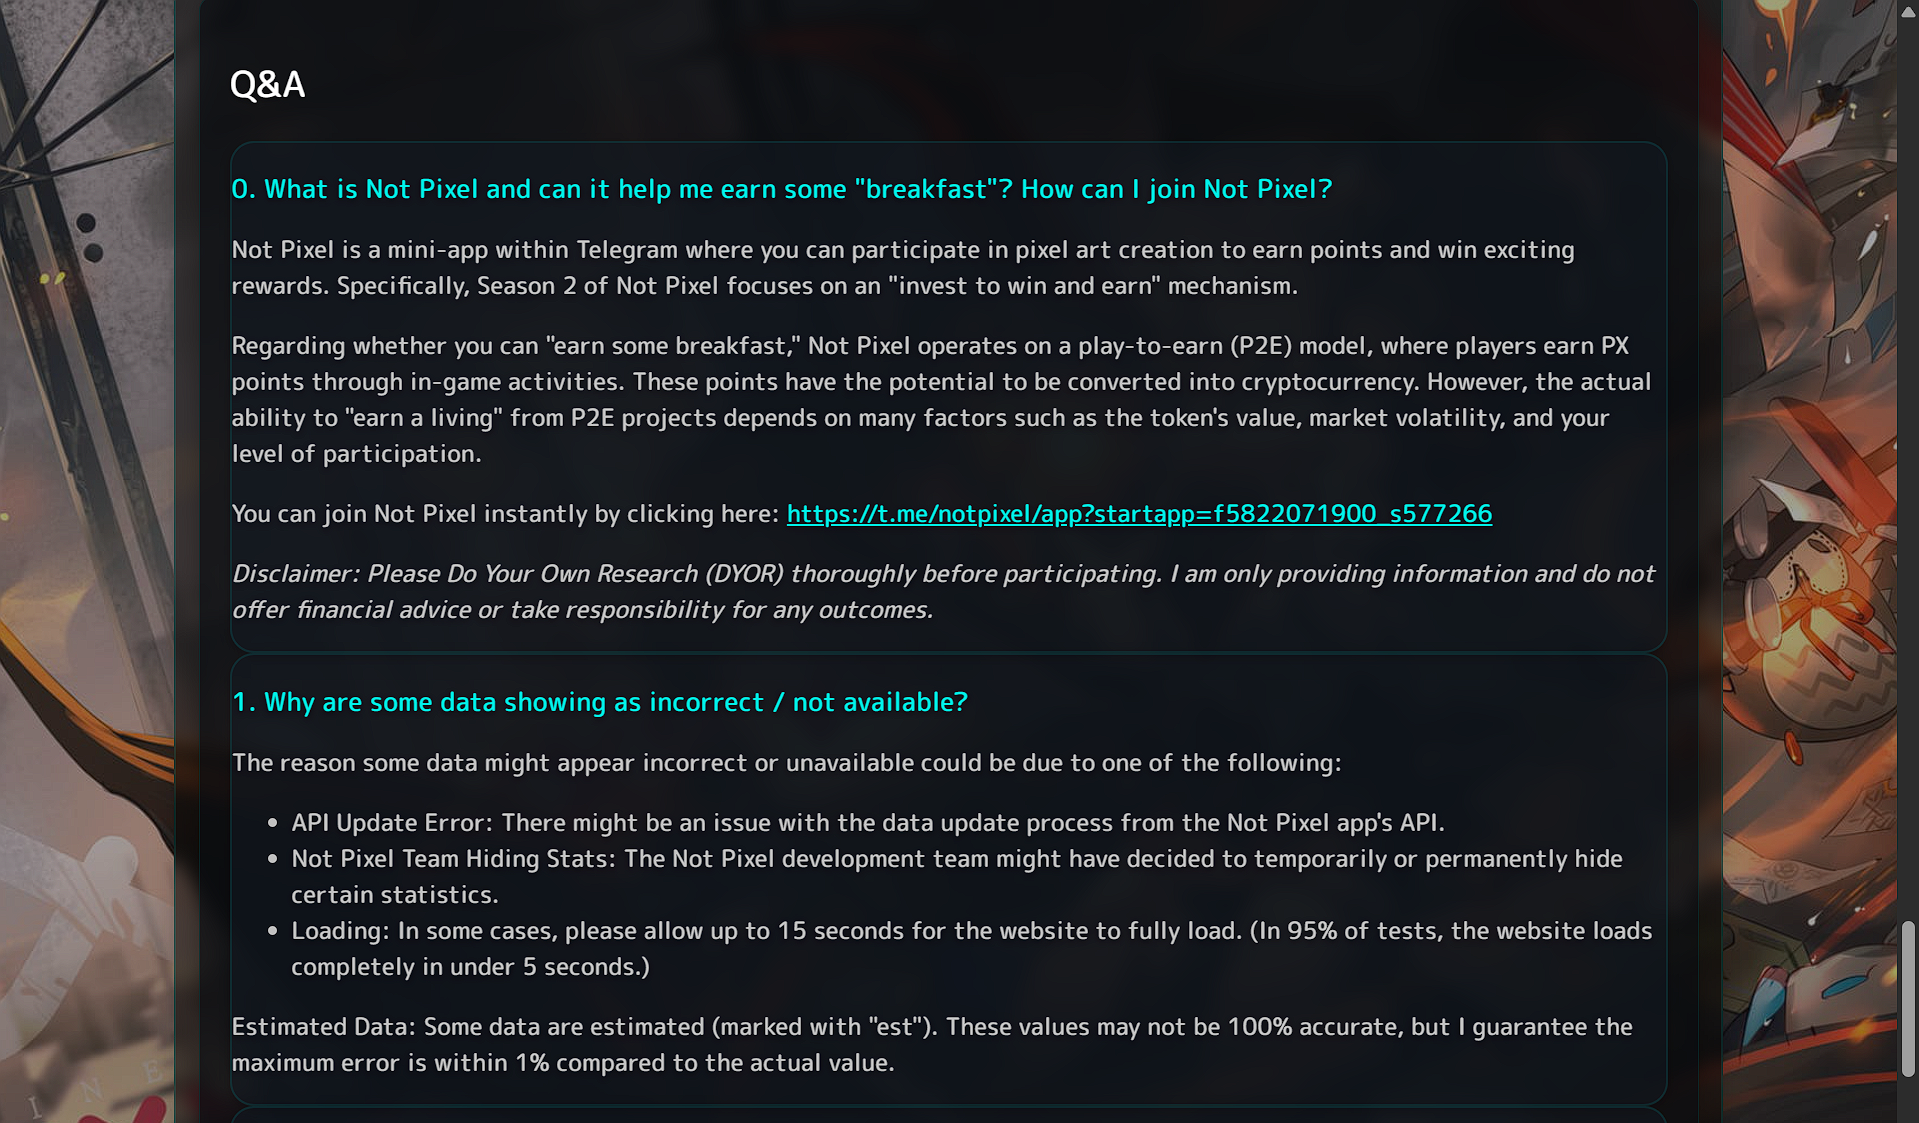 Q&A
0. What is Not Pixel and can it help me earn some "breakfast"? How can I join Not Pixel?
Not Pixel is a mini-app within Telegram where you can participate in pixel art creation to earn points and win exciting
rewards. Specifically, Season 2 of Not Pixel focuses on an "invest to win and earn" mechanism.
Regarding whether you can "earn some breakfast," Not Pixel operates on a play-to-earn (P2E) model, where players earn PX
points through in-game activities. These points have the potential to be converted into cryptocurrency. However, the actual
ability to "earn a living" from P2E projects depends on many factors such as the token's value, market volatility, and your
level of participation.
You can join Not Pixel instantly by clicking here: https://t.me/notpixel/app?startapp=f5822071900_s577266
Disclaimer: Please Do Your Own Research (DYOR) thoroughly before participating. I am only providing information and do not
offer financial advice or take responsibility for any outcomes.
1. Why are some data showing as incorrect / not available?
The reason some data might appear incorrect or unavailable could be due to one of the following:
• API Update Error: There might be an issue with the data update process from the Not Pixel app's API.
• Not Pixel Team Hiding Stats: The Not Pixel development team might have decided to temporarily or permanently hide
certain statistics.
• Loading: In some cases, please allow up to 15 seconds for the website to fully load. (In 95% of tests, the website loads
completely in under 5 seconds.)
Estimated Data: Some data are estimated (marked with "est"). These values may not be 100% accurate, but I guarantee the
maximum error is within 1% compared to the actual value.
I N E